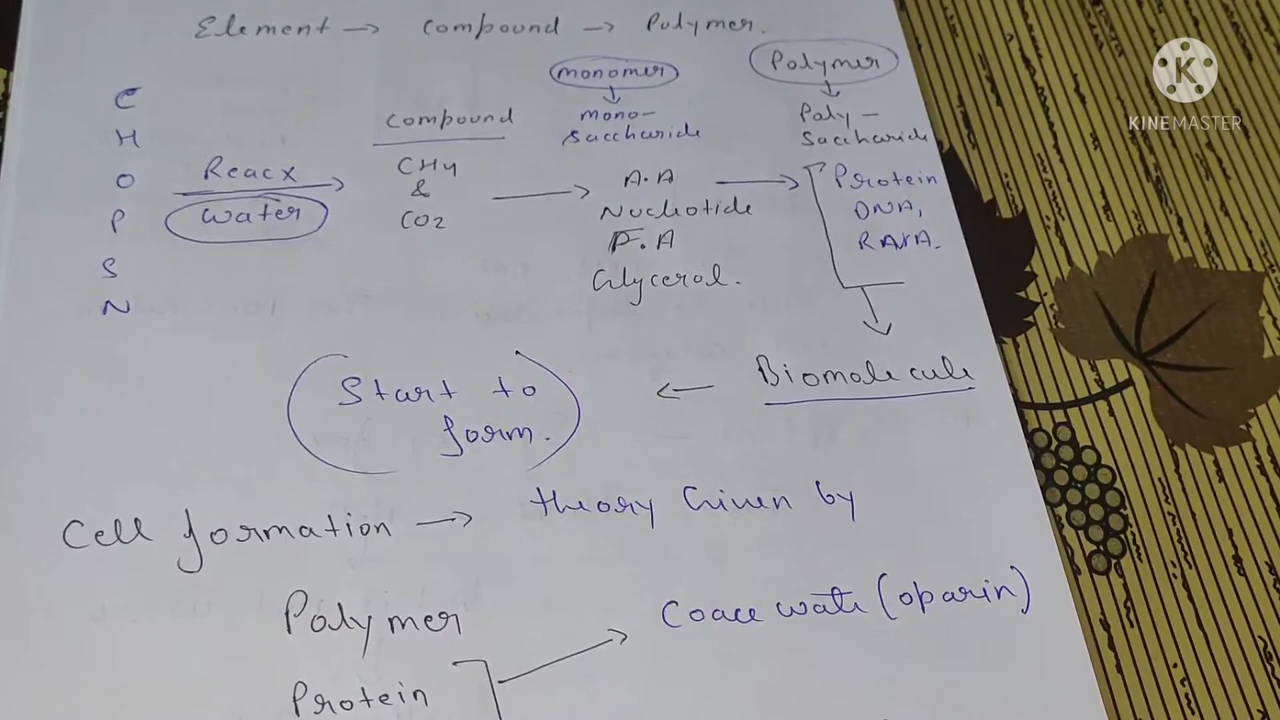 Element → Compound → Polymer.
monomer
Polymer
C
H
O
P
S
N
Reacx
water
Compound
CH4
&
CO2
mono-
Saccharide
A.A
Nucleotide
F.A
Glycerol.
Poly-
Saccharide
Protein
DNA,
RNA.
Biomolecule
Start to
form.
Cell formation → theory Given by
Polymer
Protein
Coacewate (oparin)
KINEMASTER